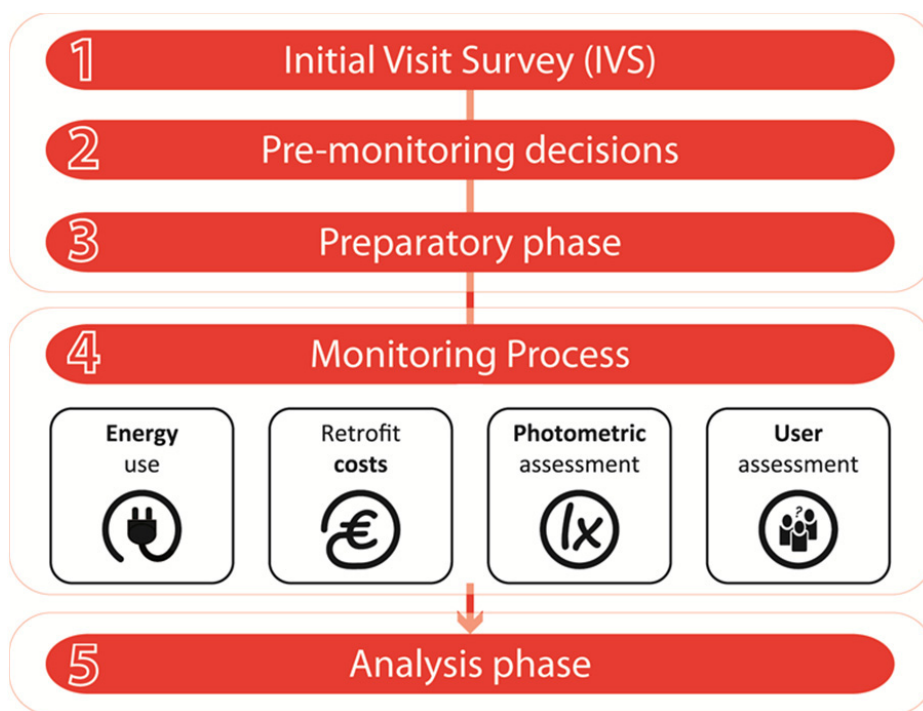 1 Initial Visit Survey (IVS)
2 Pre-monitoring decisions
3 Preparatory phase
4 Monitoring Process
Energy
use
€
Retrofit
costs
Photometric
assessment
lx
User
assessment
?
5 Analysis phase